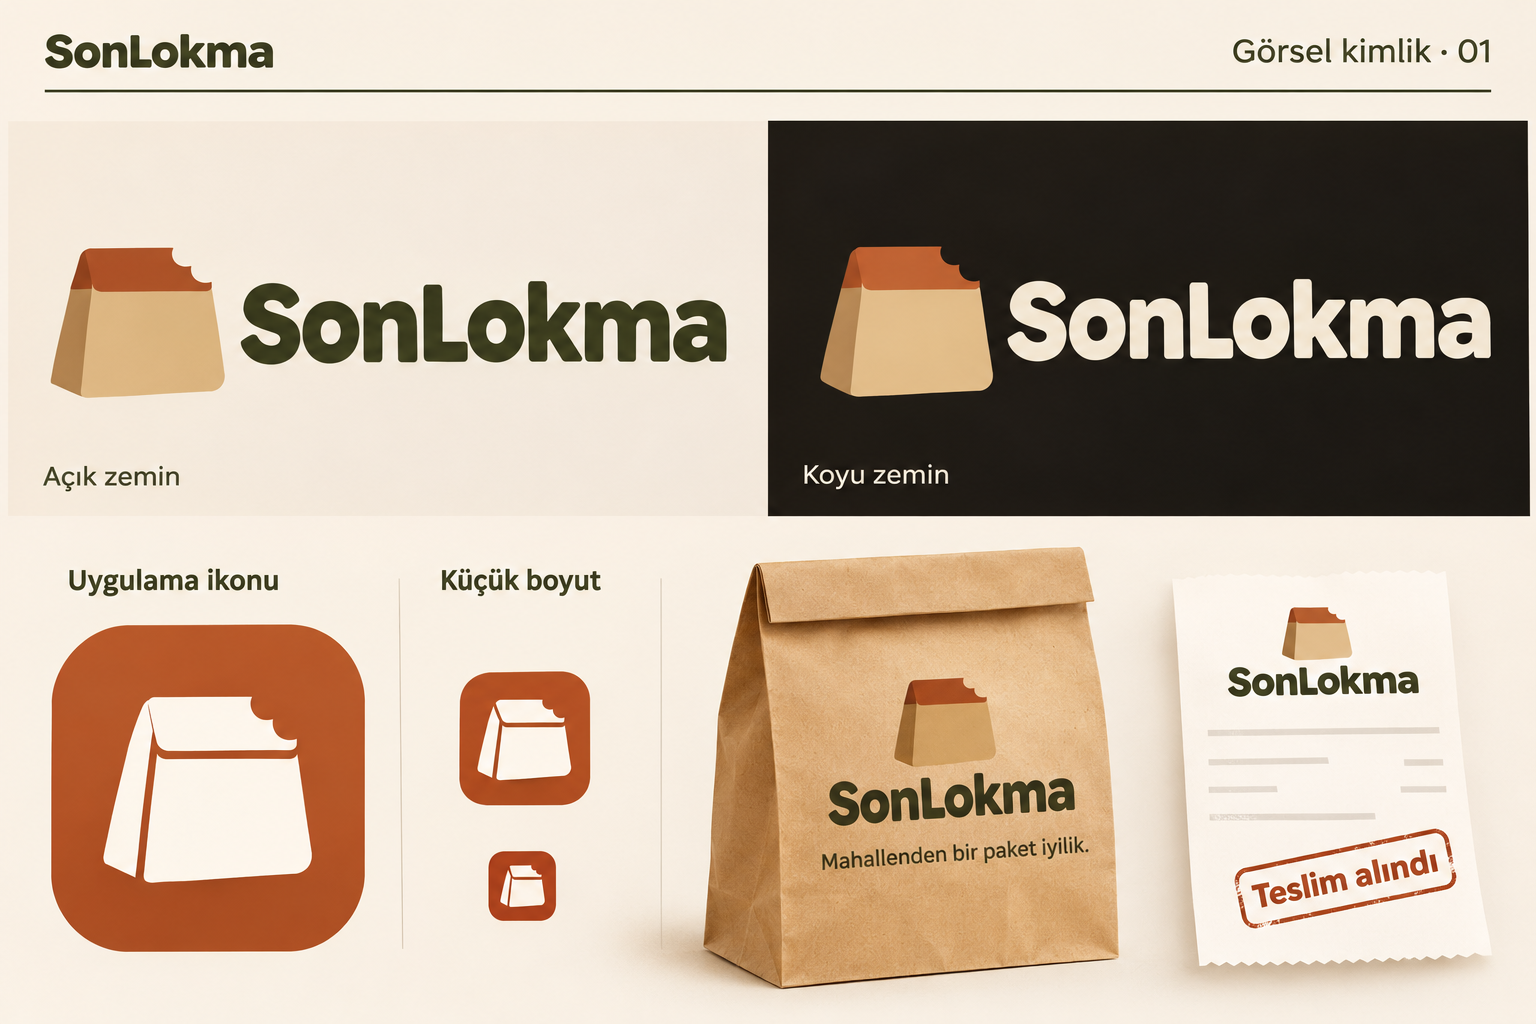 SonLokma
Görsel kimlik · 01
SonLokma
Açık zemin
SonLokma
Koyu zemin
Uygulama ikonu
Küçük boyut
SonLokma
Mahallenden bir paket iyilik.
SonLokma
Teslim alındı